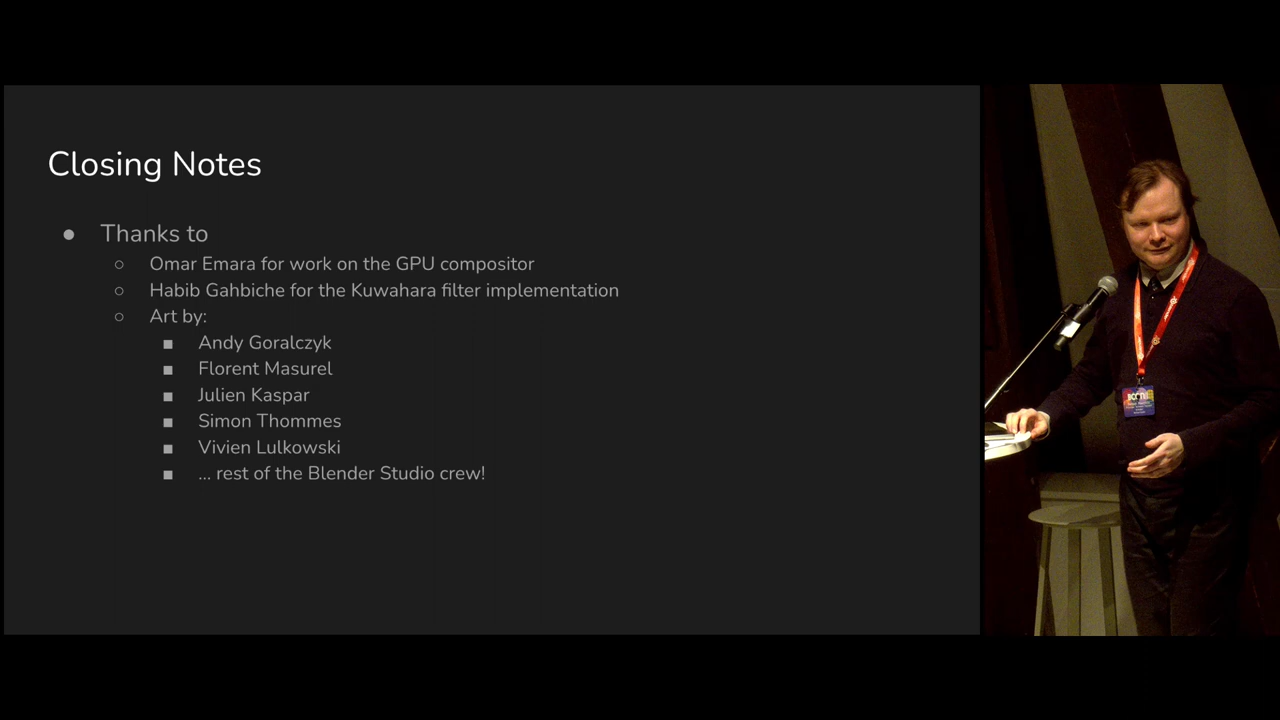 Closing Notes
● Thanks to
○ Omar Emara for work on the GPU compositor
○ Habib Gahbiche for the Kuwahara filter implementation
○ Art by:
■ Andy Goralczyk
■ Florent Masurel
■ Julien Kaspar
■ Simon Thommes
■ Vivien Lulkowski
■ ... rest of the Blender Studio crew!